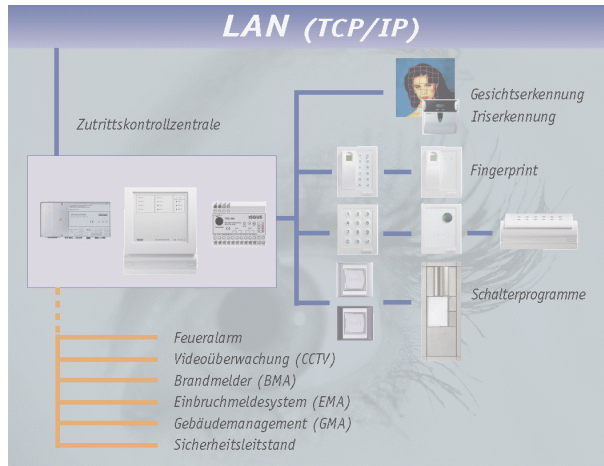 LAN (TCP/IP)
Zutrittskontrollzentrale
Gesichtserkennung
Iriserkennung
Fingerprint
Schalterprogramme
Feueralarm
Videoüberwachung (CCTV)
Brandmelder (BMA)
Einbruchmeldesystem (EMA)
Gebäudemanagement (GMA)
Sicherheitsleitstand